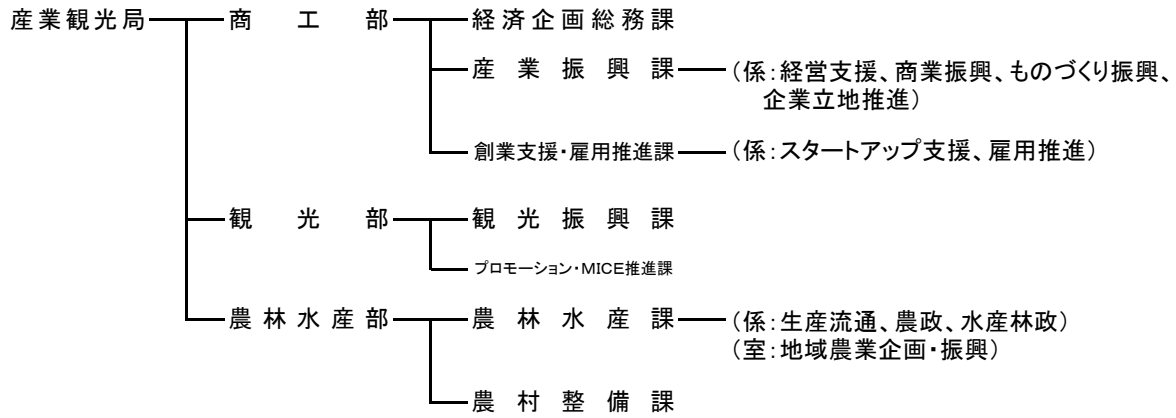 産業観光局 商工部 経済企画総務課
産業振興課 （係：経営支援、商業振興、ものづくり振興、
企業立地推進）
創業支援・雇用推進課 （係：スタートアップ支援、雇用推進）
観光部 観光振興課
プロモーション・MICE推進課
農林水産部 農林水産課 （係：生産流通、農政、水産林政）
（室：地域農業企画・振興）
農村整備課